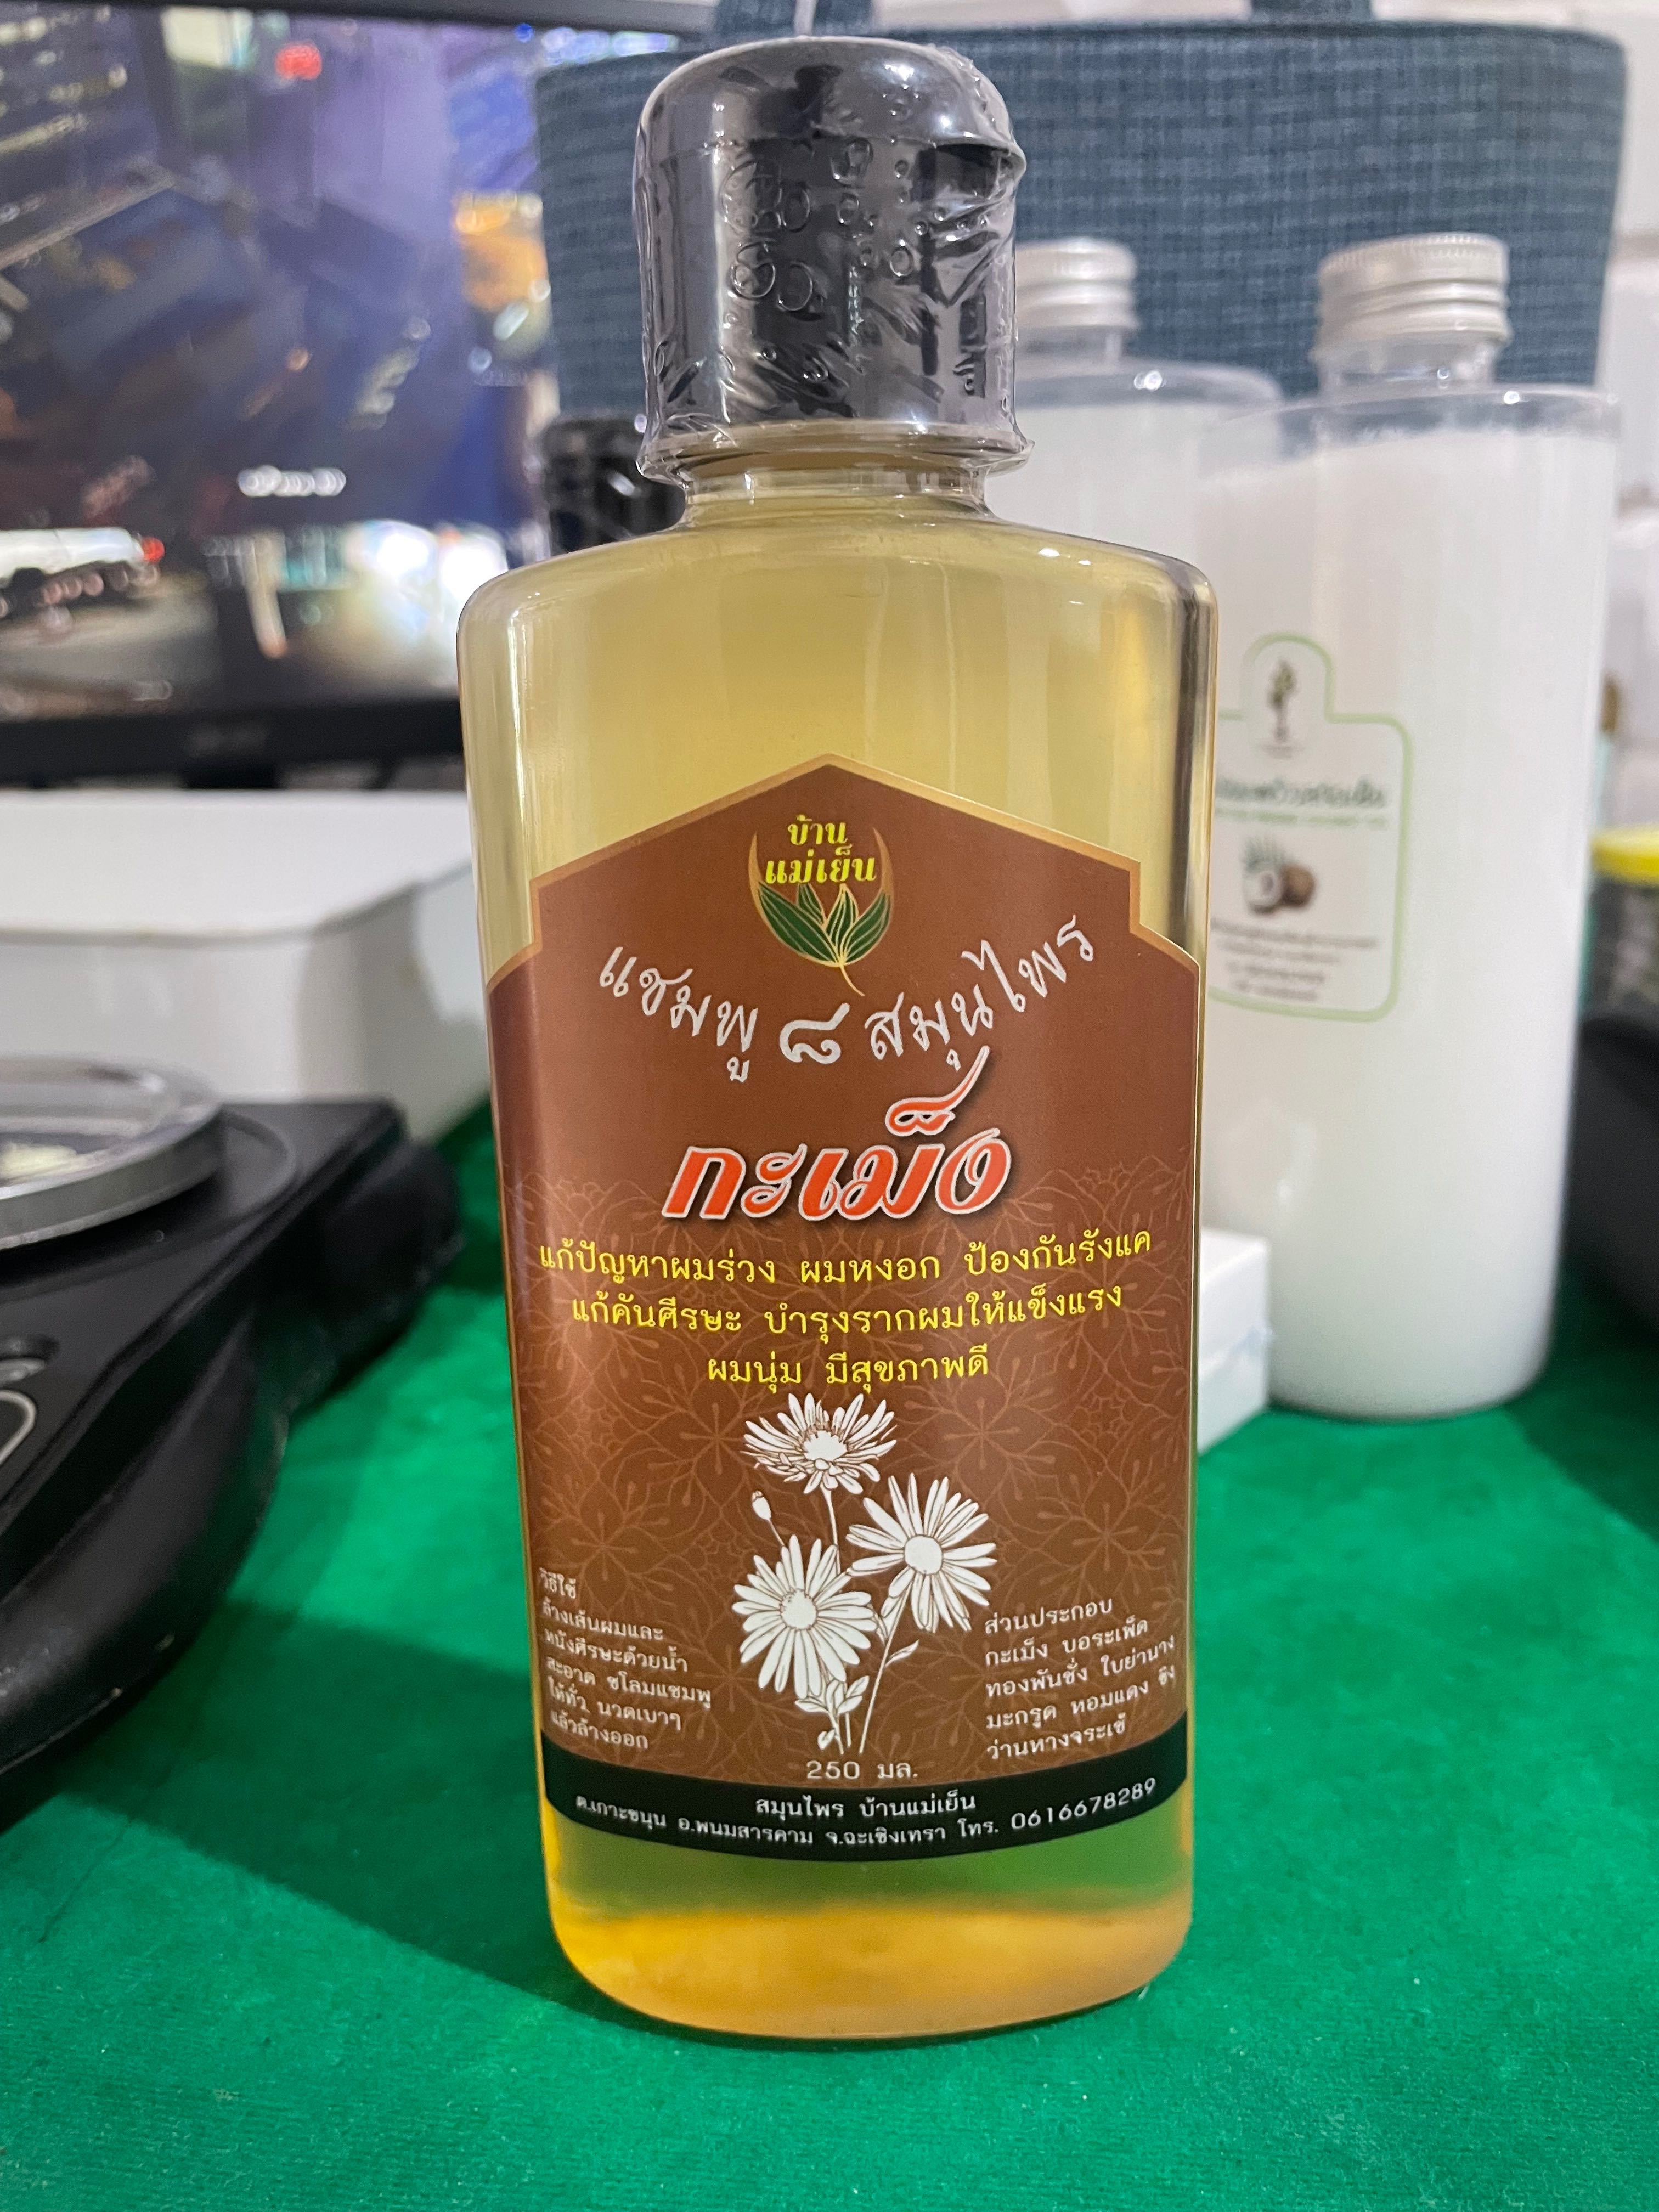 บ้าน
แม่เย็น
แชมพู ๘ สมุนไพร
กะเม็ง
แก้ปัญหาผมร่วง ผมหงอก ป้องกันรังแค
แก้คันศีรษะ บำรุงรากผมให้แข็งแรง
ผมนุ่ม มีสุขภาพดี
วิธีใช้
ล้างเส้นผมและ
หนังศีรษะด้วยน้ำ
สะอาด ชโลมแชมพู
ให้ทั่ว นวดเบาๆ
แล้วล้างออก
ส่วนประกอบ
กะเม็ง บอระเพ็ด
ทองพันชั่ง ใบย่านาง
มะกรูด หอมแดง ขิง
ว่านหางจระเข้
250 มล.
สมุนไพร บ้านแม่เย็น
ต.เกาะขนุน อ.พนมสารคาม จ.ฉะเชิงเทรา โทร. 0616678289